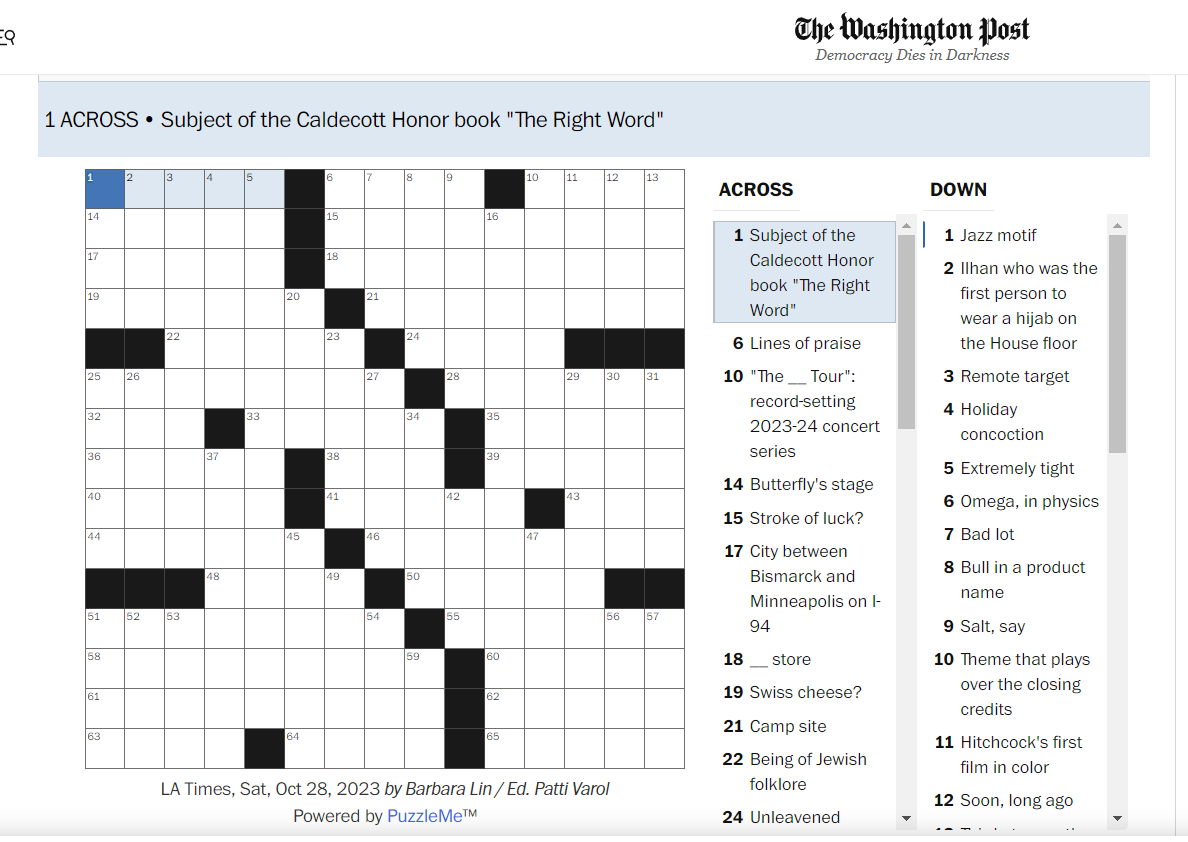 The Washington Post
Democracy Dies in Darkness
1 ACROSS • Subject of the Caldecott Honor book "The Right Word"
1 2 3 4 5 6 7 8 9 10 11 12 13
14 15 16
17 18
19 20 21
22 23 24
25 26 27 28 29 30 31
32 33 34 35
36 37 38 39
40 41 42 43
44 45 46 47
48 49 50
51 52 53 54 55 56 57
58 59 60
61 62
63 64 65
LA Times, Sat, Oct 28, 2023 by Barbara Lin / Ed. Patti Varol
Powered by PuzzleMe™
ACROSS
1 Subject of the
Caldecott Honor
book "The Right
Word"
6 Lines of praise
10 "The __ Tour":
record-setting
2023-24 concert
series
14 Butterfly's stage
15 Stroke of luck?
17 City between
Bismarck and
Minneapolis on I-
94
18 __ store
19 Swiss cheese?
21 Camp site
22 Being of Jewish
folklore
24 Unleavened
DOWN
1 Jazz motif
2 Ilhan who was the
first person to
wear a hijab on
the House floor
3 Remote target
4 Holiday
concoction
5 Extremely tight
6 Omega, in physics
7 Bad lot
8 Bull in a product
name
9 Salt, say
10 Theme that plays
over the closing
credits
11 Hitchcock's first
film in color
12 Soon, long ago